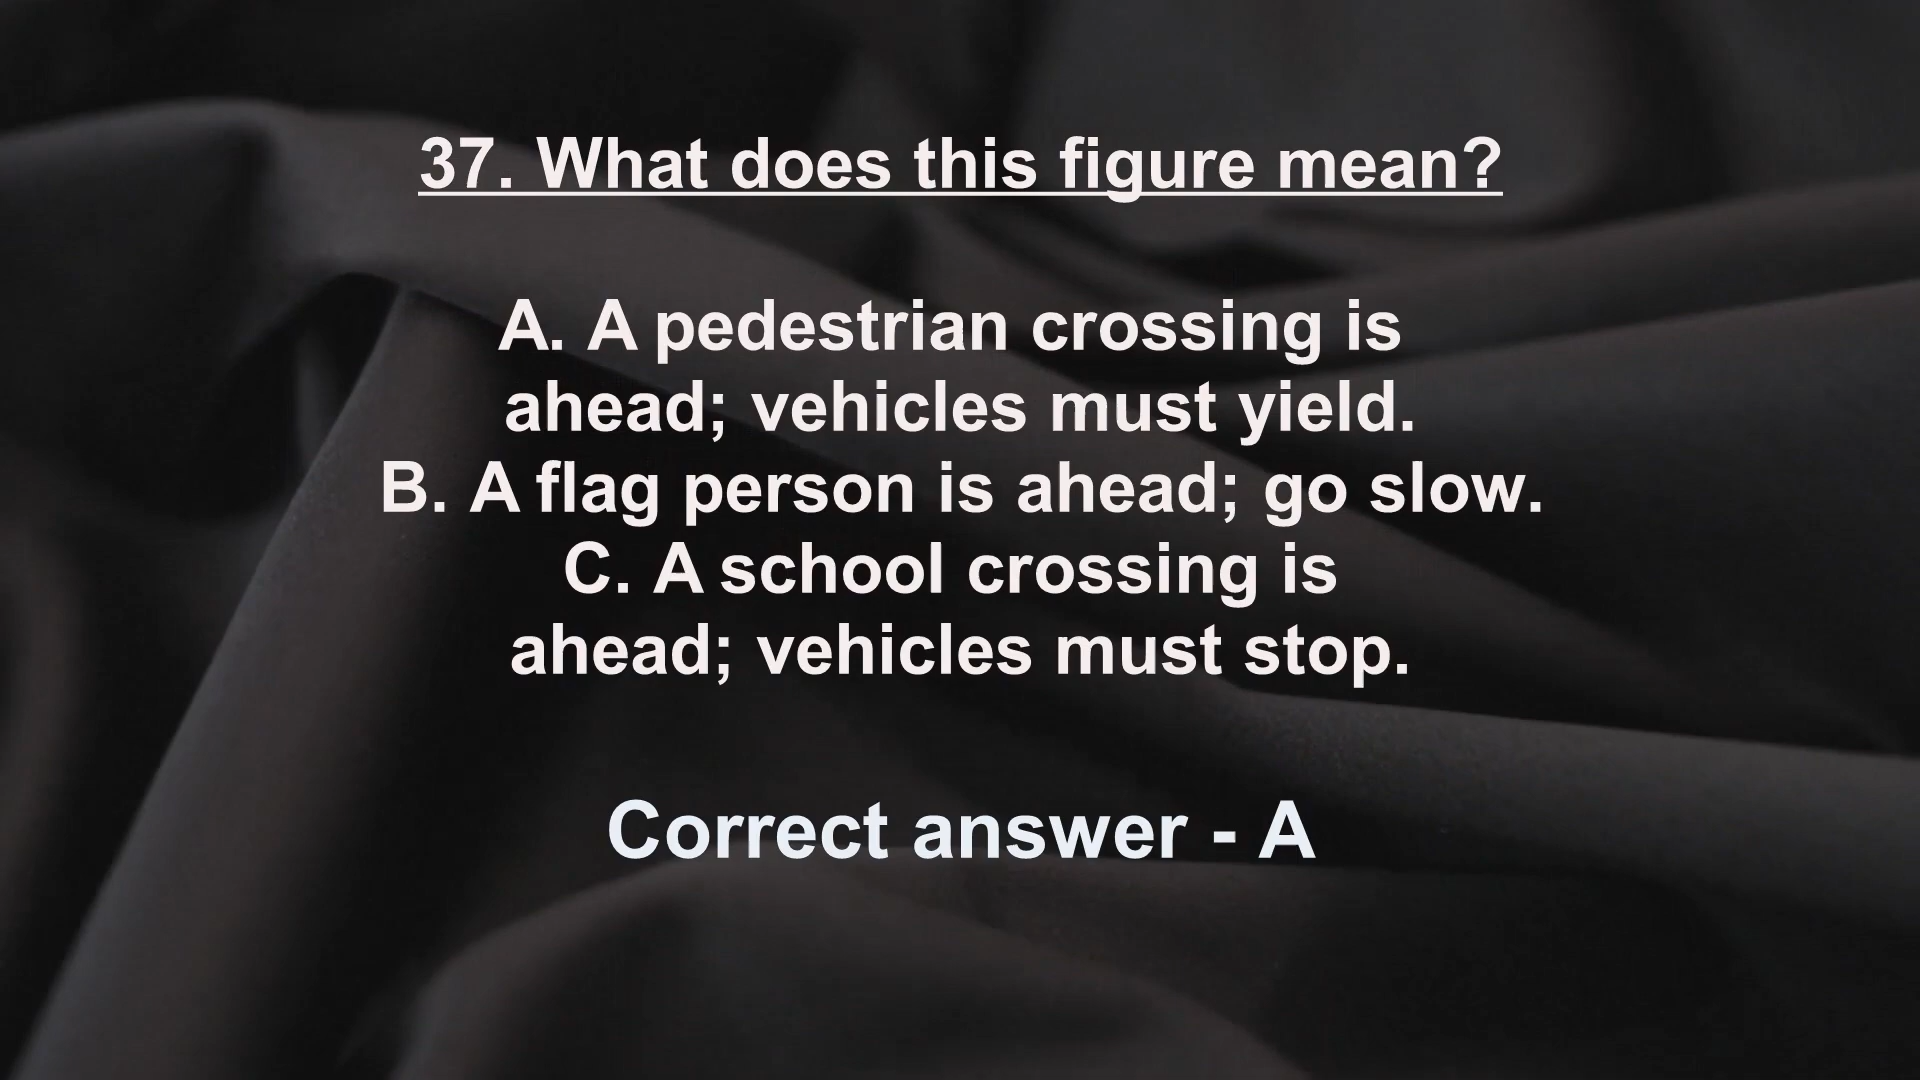 37. What does this figure mean?
A. A pedestrian crossing is
ahead; vehicles must yield.
B. A flag person is ahead; go slow.
C. A school crossing is
ahead; vehicles must stop.
Correct answer - A